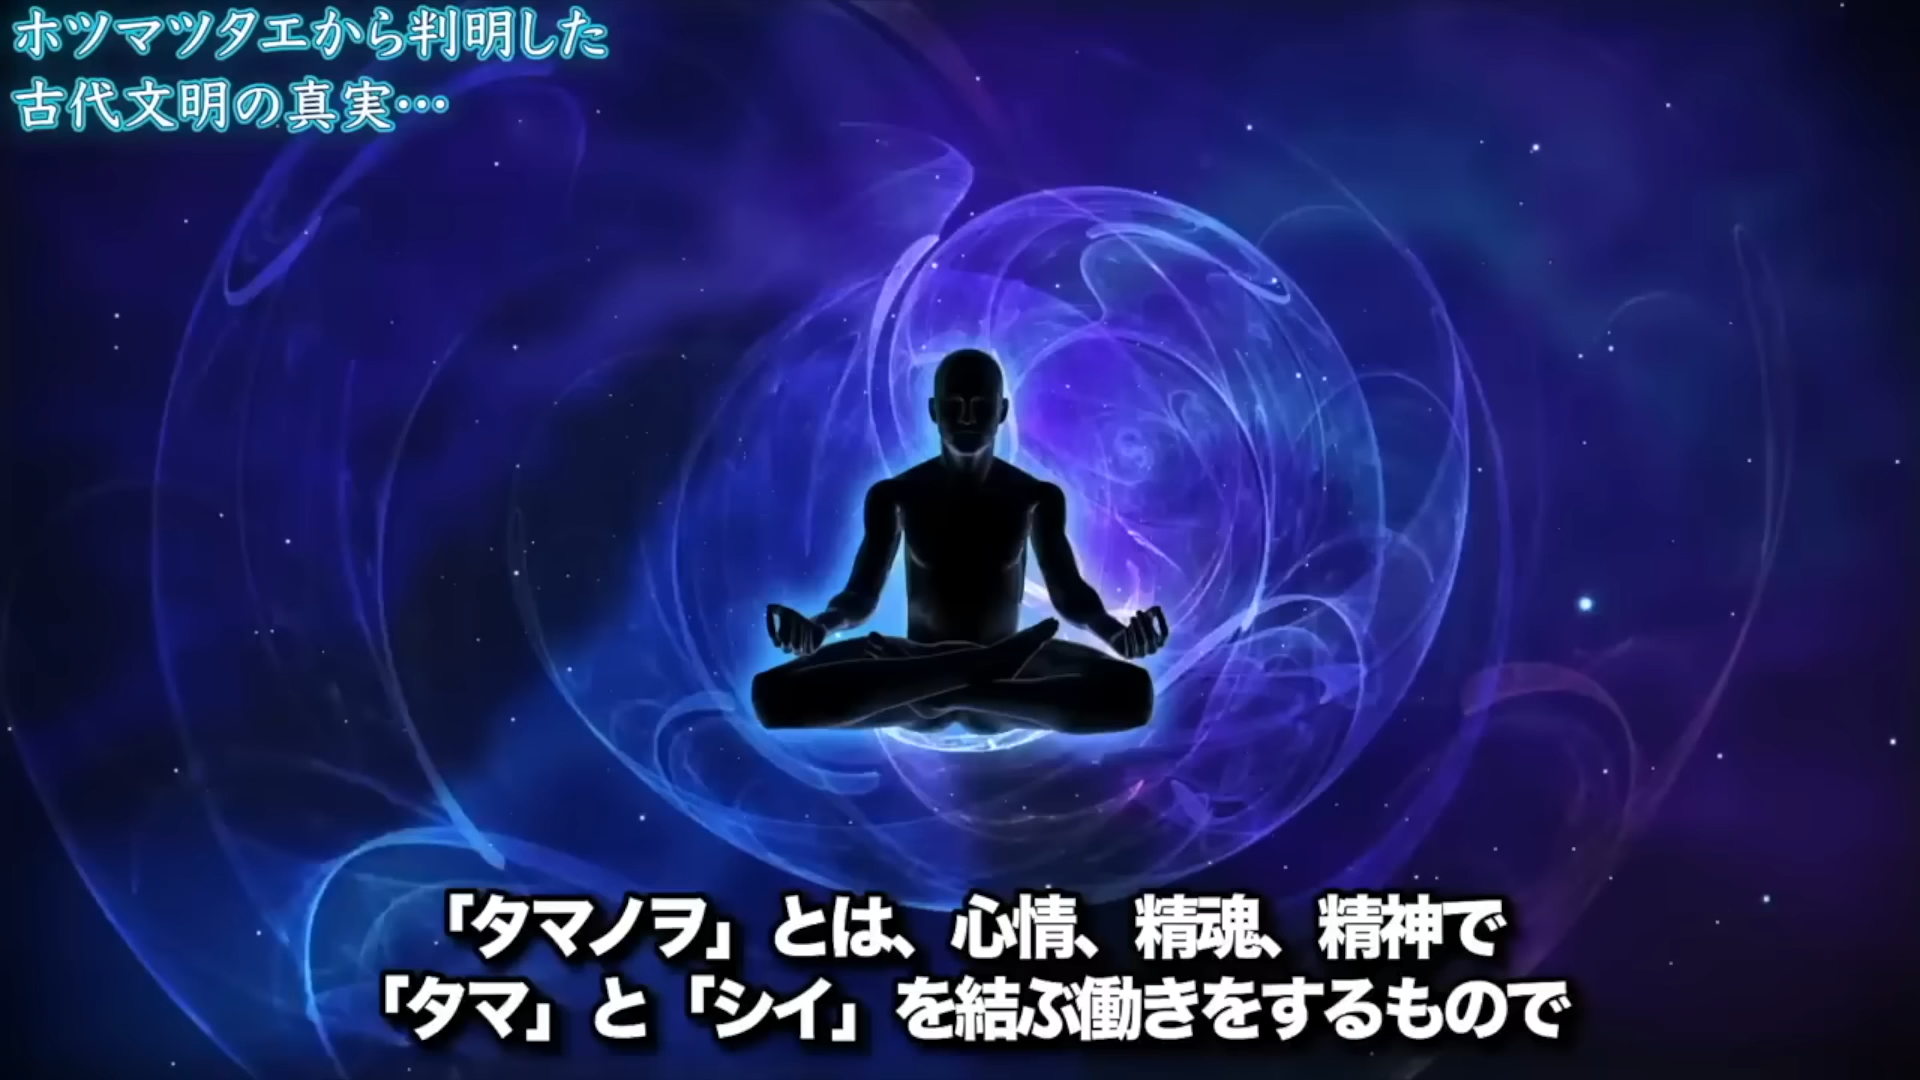 ホツマツタエから判明した
古代文明の真実…
「タマノヲ」とは、心情、精魂、精神で
「タマ」と「シイ」を結ぶ働きをするもので